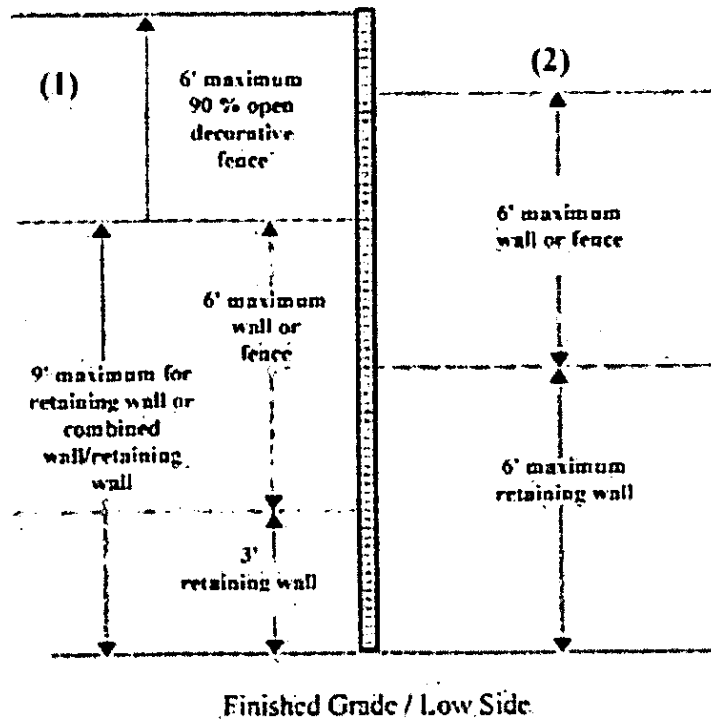 (1)
6' maximum
90 % open
decorative
fence
(2)
6' maximum
wall or fence
6' maximum
wall or
fence
9' maximum for
retaining wall or
combined
wall/retaining
wall
6' maximum
retaining wall
3'
retaining wall
Finished Grade / Low Side